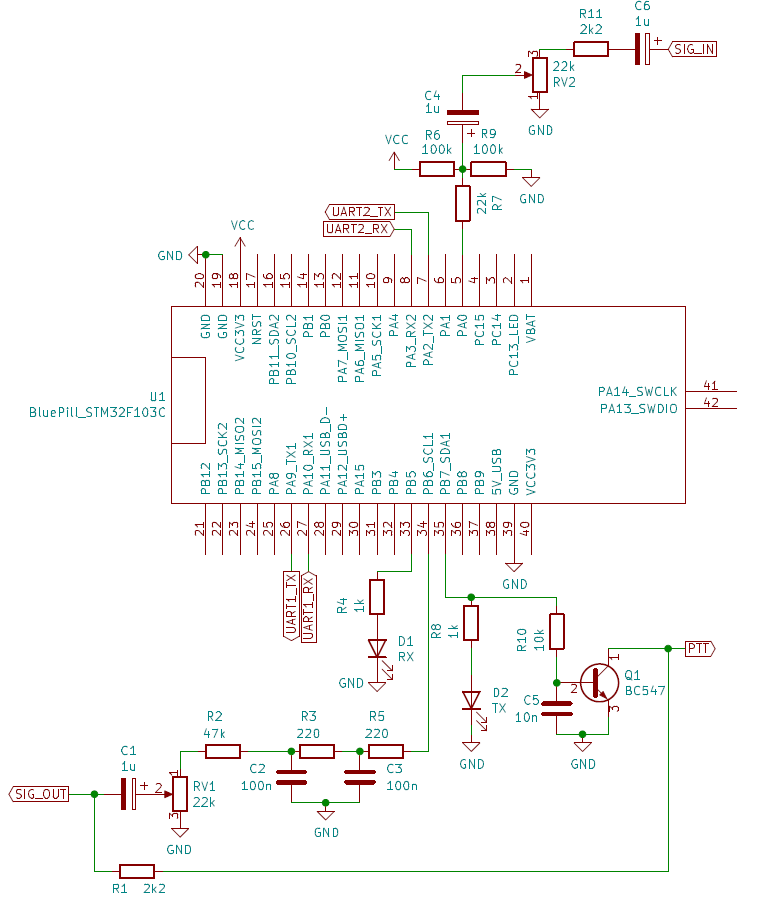 C6
R11
1u
2k2
SIG_IN
3
2
22k
RV2
1
C4
1u
GND
VCC
R6
R9
100k
100k
GND
22k
R7
UART2_TX
UART2_RX
VCC
GND
20
19
18
17
16
15
14
13
12
11
10
9
8
7
6
5
4
3
2
1
GND
GND
VCC3V3
NRST
PB11_SDA2
PB10_SCL2
PB1
PB0
PA7_MOSI1
PA6_MISO1
PA5_SCK1
PA4
PA3_RX2
PA2_TX2
PA1
PA0
PC15
PC14
PC13_LED
VBAT
U1
BluePill_STM32F103C
PA14_SWCLK
41
PA13_SWDIO
42
PB12
PB13_SCK2
PB14_MISO2
PB15_MOSI2
PA8
PA9_TX1
PA10_RX1
PA11_USB_D-
PA12_USBD+
PA15
PB3
PB4
PB5
PB6_SCL1
PB7_SDA1
PB8
PB9
5V_USB
GND
VCC3V3
21
22
23
24
25
26
27
28
29
30
31
32
33
34
35
36
37
38
39
40
UART1_TX
UART1_RX
GND
R4
1k
D1
RX
GND
R8
1k
D2
TX
GND
R10
10k
C5
10n
2
1
3
Q1
BC547
GND
PTT
R2
47k
R3
220
R5
220
C2
100n
C3
100n
GND
C1
1u
SIG_OUT
2
1
3
RV1
22k
GND
R1
2k2